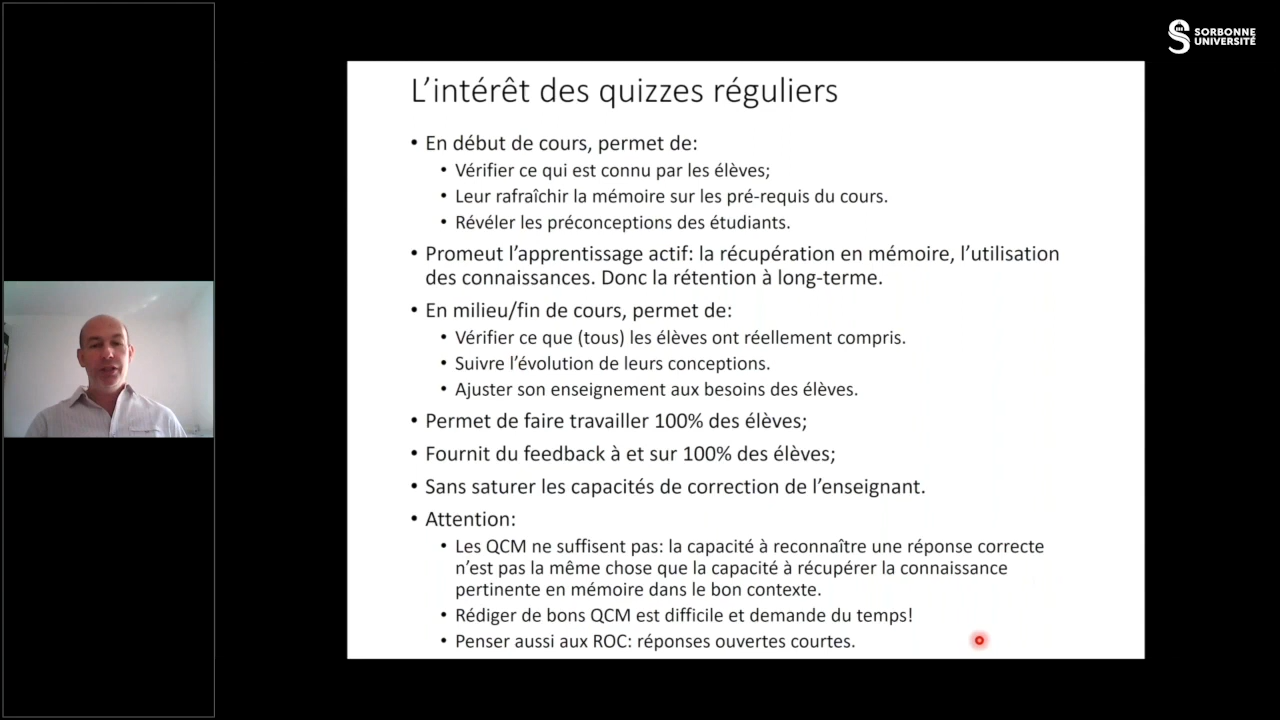 SORBONNE
UNIVERSITÉ
L'intérêt des quizzes réguliers
• En début de cours, permet de:
• Vérifier ce qui est connu par les élèves;
• Leur rafraîchir la mémoire sur les pré-requis du cours.
• Révéler les préconceptions des étudiants.
• Promeut l'apprentissage actif: la récupération en mémoire, l'utilisation
des connaissances. Donc la rétention à long-terme.
• En milieu/fin de cours, permet de:
• Vérifier ce que (tous) les élèves ont réellement compris.
• Suivre l'évolution de leurs conceptions.
• Ajuster son enseignement aux besoins des élèves.
• Permet de faire travailler 100% des élèves;
• Fournit du feedback à et sur 100% des élèves;
• Sans saturer les capacités de correction de l'enseignant.
• Attention:
• Les QCM ne suffisent pas: la capacité à reconnaître une réponse correcte
n'est pas la même chose que la capacité à récupérer la connaissance
pertinente en mémoire dans le bon contexte.
• Rédiger de bons QCM est difficile et demande du temps!
• Penser aussi aux ROC: réponses ouvertes courtes.